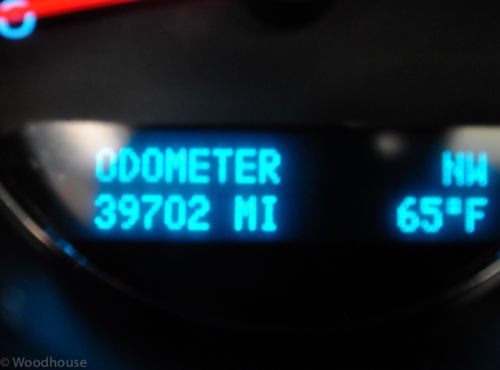 ODOMETER NW
39702 MI 65°F
© Woodhouse